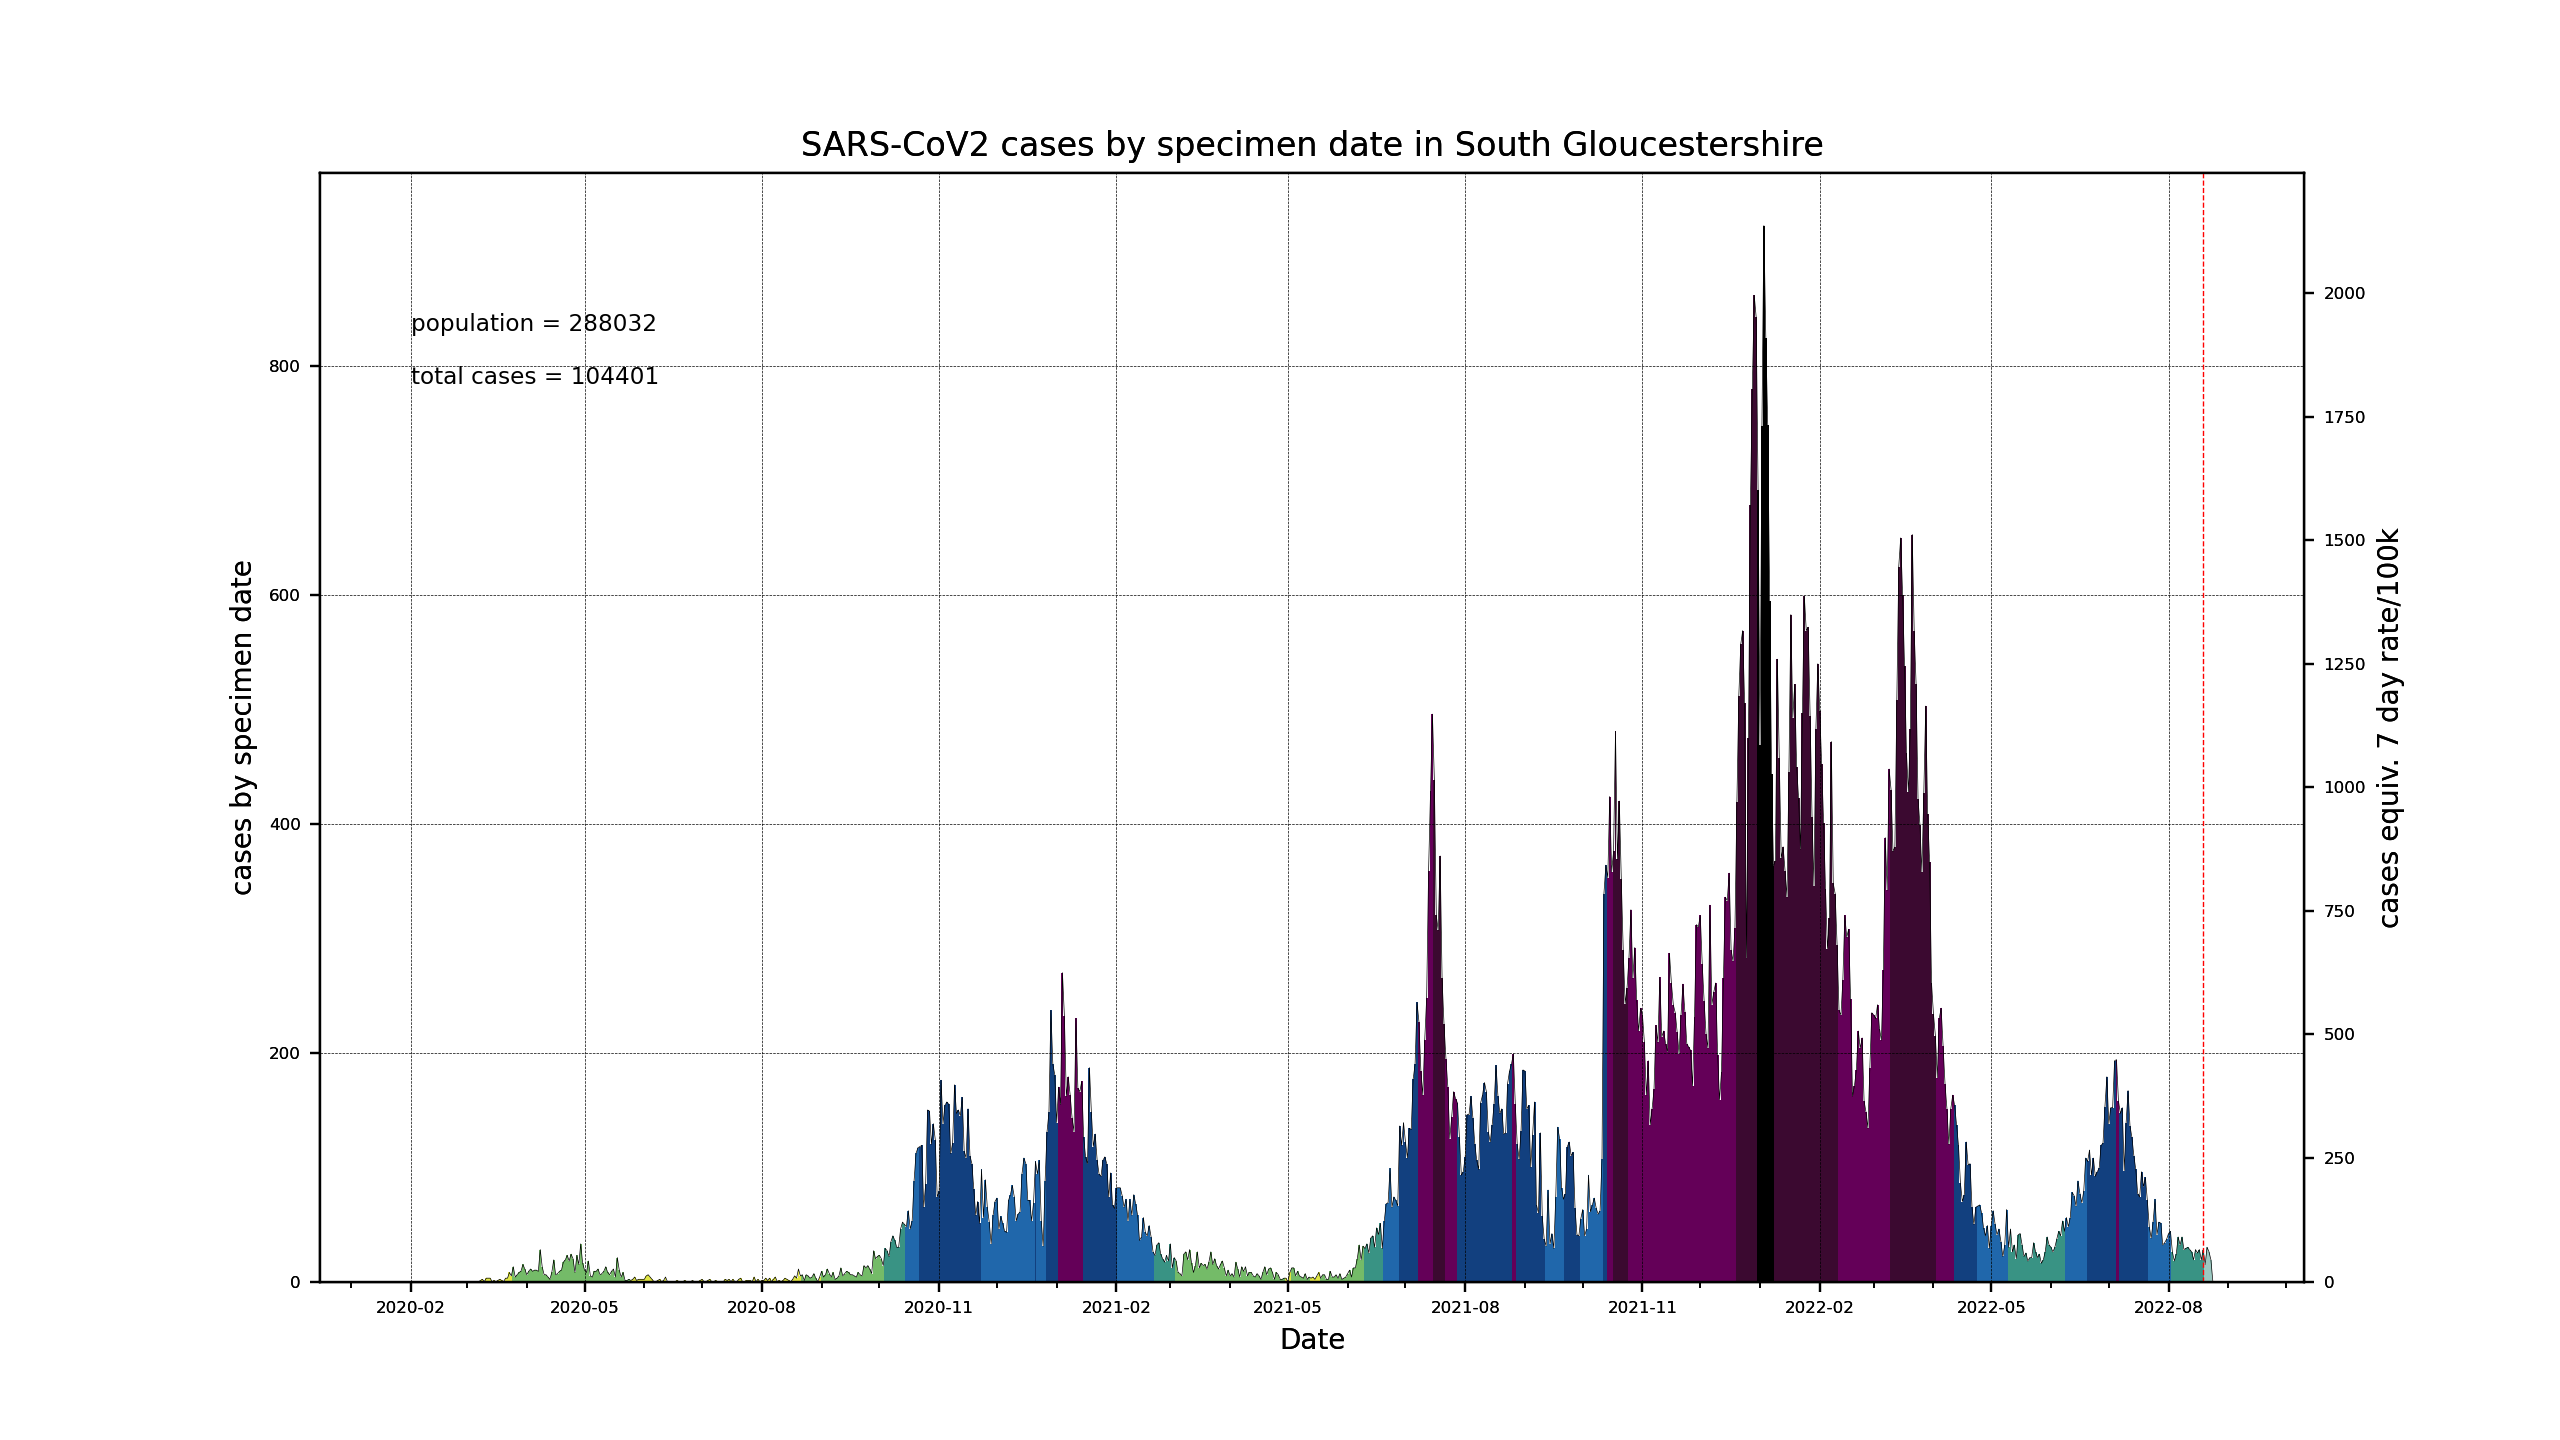 SARS-CoV2 cases by specimen date in South Gloucestershire
population = 288032
total cases = 104401
cases by specimen date
800
600
400
200
0
2000
1750
1500
1250
1000
750
500
250
0
cases equiv. 7 day rate/100k
2020-02 2020-05 2020-08 2020-11 2021-02 2021-05 2021-08 2021-11 2022-02 2022-05 2022-08
Date